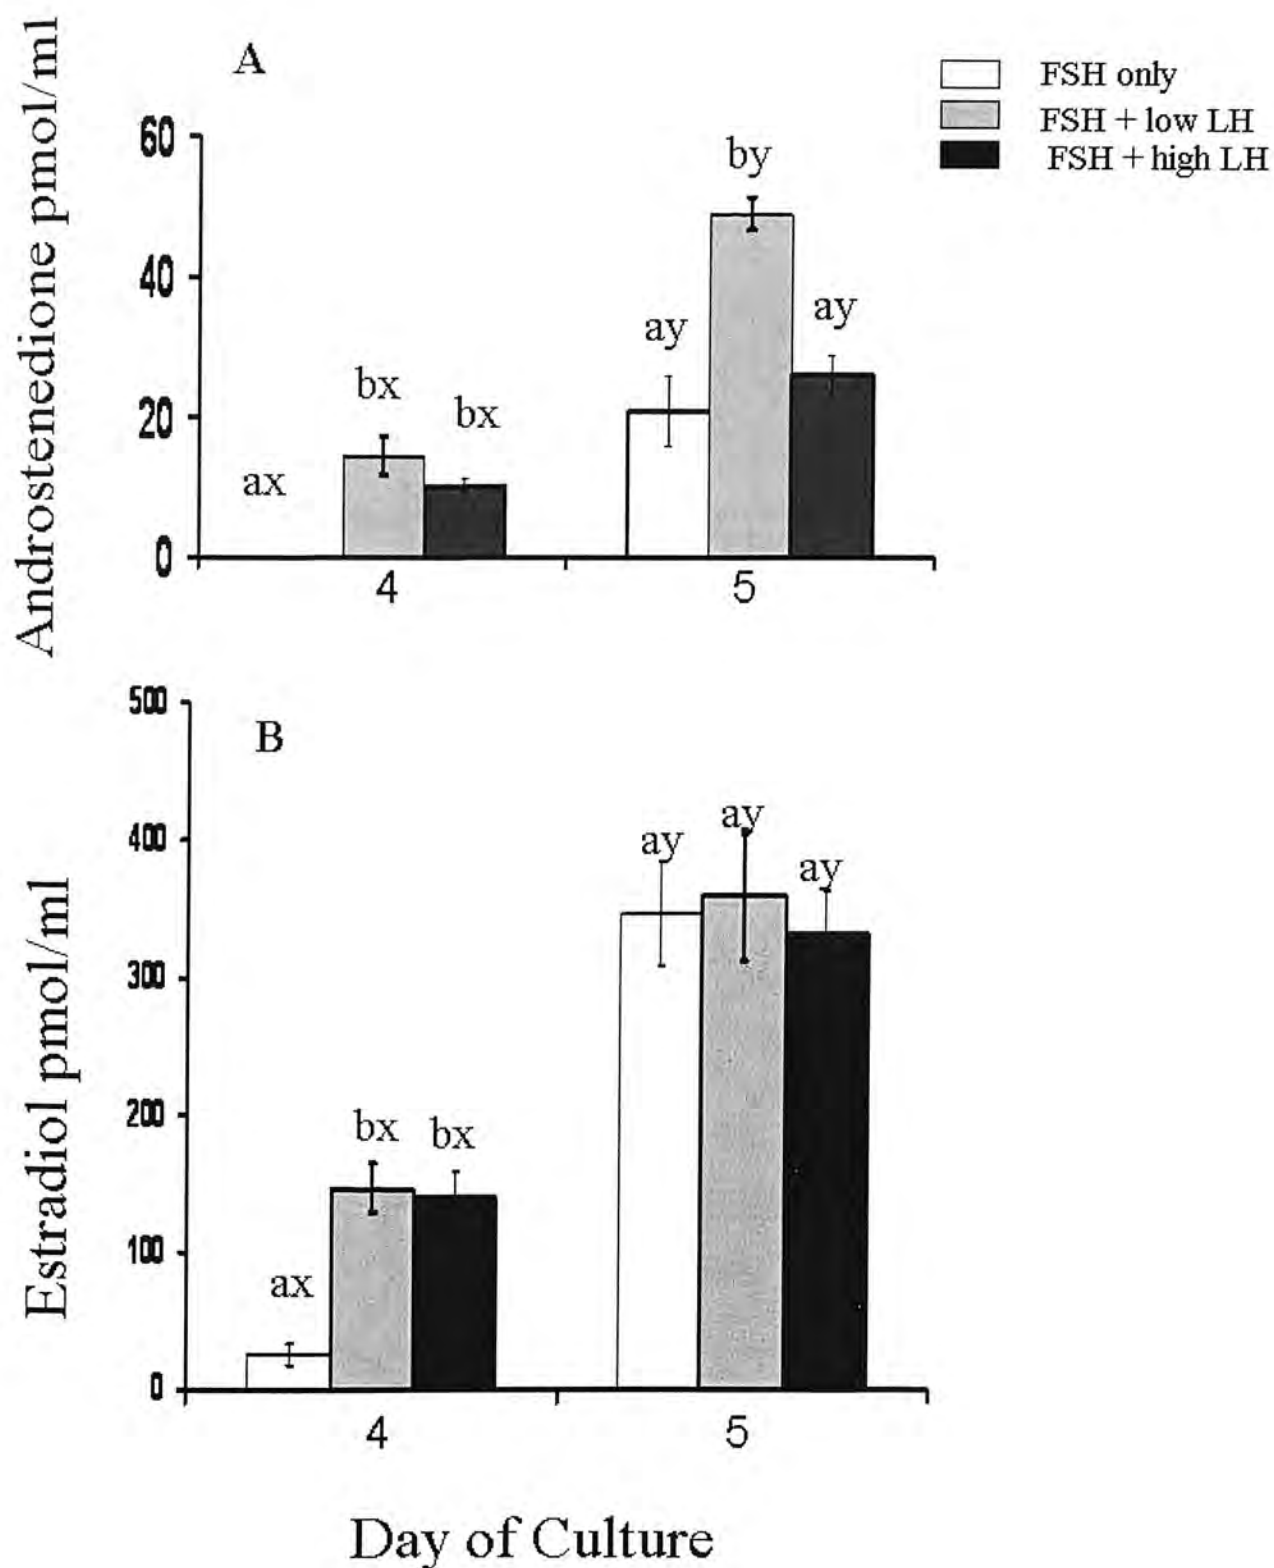 A
FSH only
FSH + low LH
FSH + high LH
Androstenedione pmol/ml
60
40
20
0
ax
bx
bx
ay
by
ay
4
5
B
Estradiol pmol/ml
500
400
300
200
100
0
ax
bx
bx
ay
ay
ay
4
5
Day of Culture